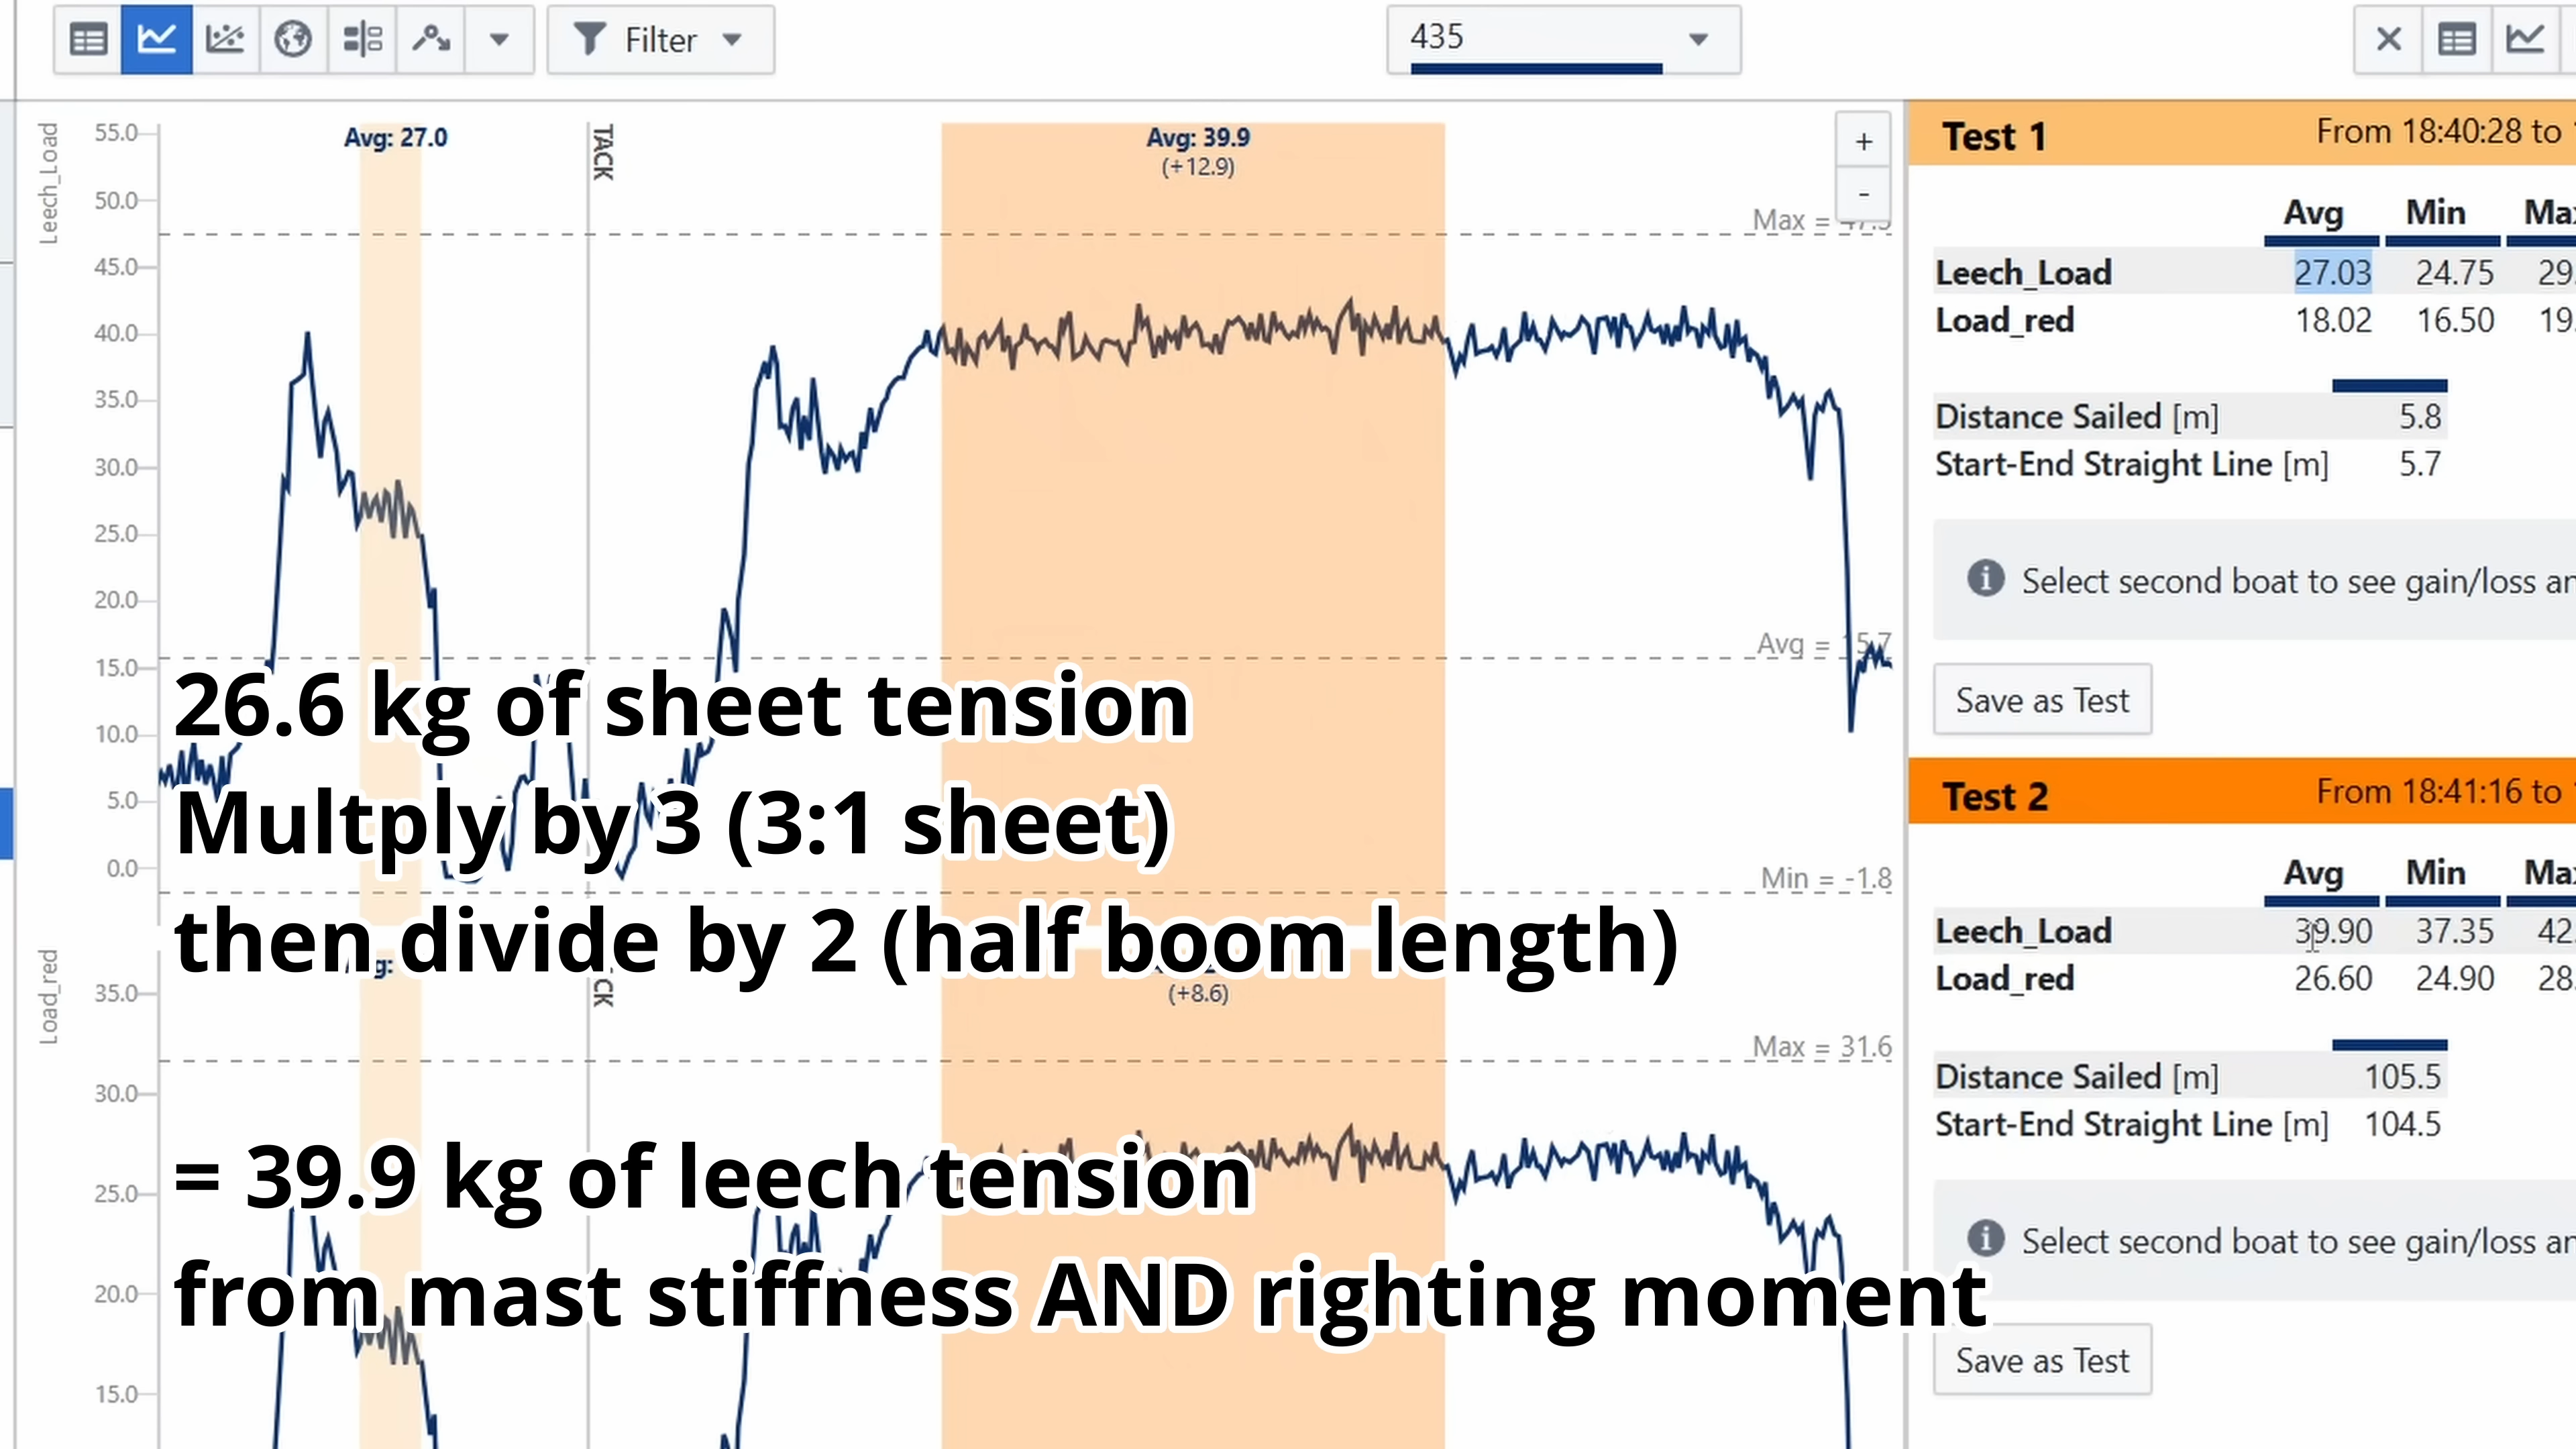 Filter
435
Leech_Load
55.0
50.0
45.0
40.0
35.0
30.0
25.0
20.0
15.0
10.0
5.0
0.0
Avg: 27.0
TACK
Avg: 39.9
(+12.9)
+
-
Max =
Avg =
Min = -1.8
26.6 kg of sheet tension
Multply by 3 (3:1 sheet)
then divide by 2 (half boom length)
= 39.9 kg of leech tension
from mast stiffness AND righting moment
Load_red
35.0
30.0
25.0
20.0
15.0
(+8.6)
Max = 31.6
Test 1 From 18:40:28 to
Avg Min
Leech_Load 27.03 24.75
Load_red 18.02 16.50
Distance Sailed [m] 5.8
Start-End Straight Line [m] 5.7
Select second boat to see gain/loss
Save as Test
Test 2 From 18:41:16 to
Avg Min
Leech_Load 39.90 37.35
Load_red 26.60 24.90
Distance Sailed [m] 105.5
Start-End Straight Line [m] 104.5
Select second boat to see gain/loss
Save as Test